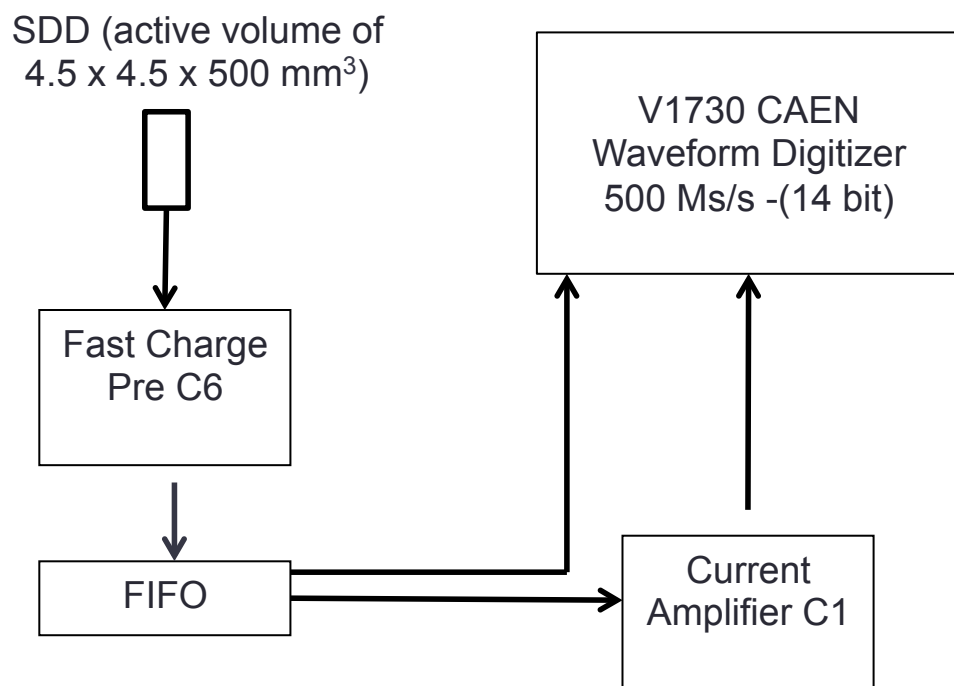 SDD (active volume of
4.5 x 4.5 x 500 mm³)
V1730 CAEN
Waveform Digitizer
500 Ms/s -(14 bit)
Fast Charge
Pre C6
FIFO
Current
Amplifier C1